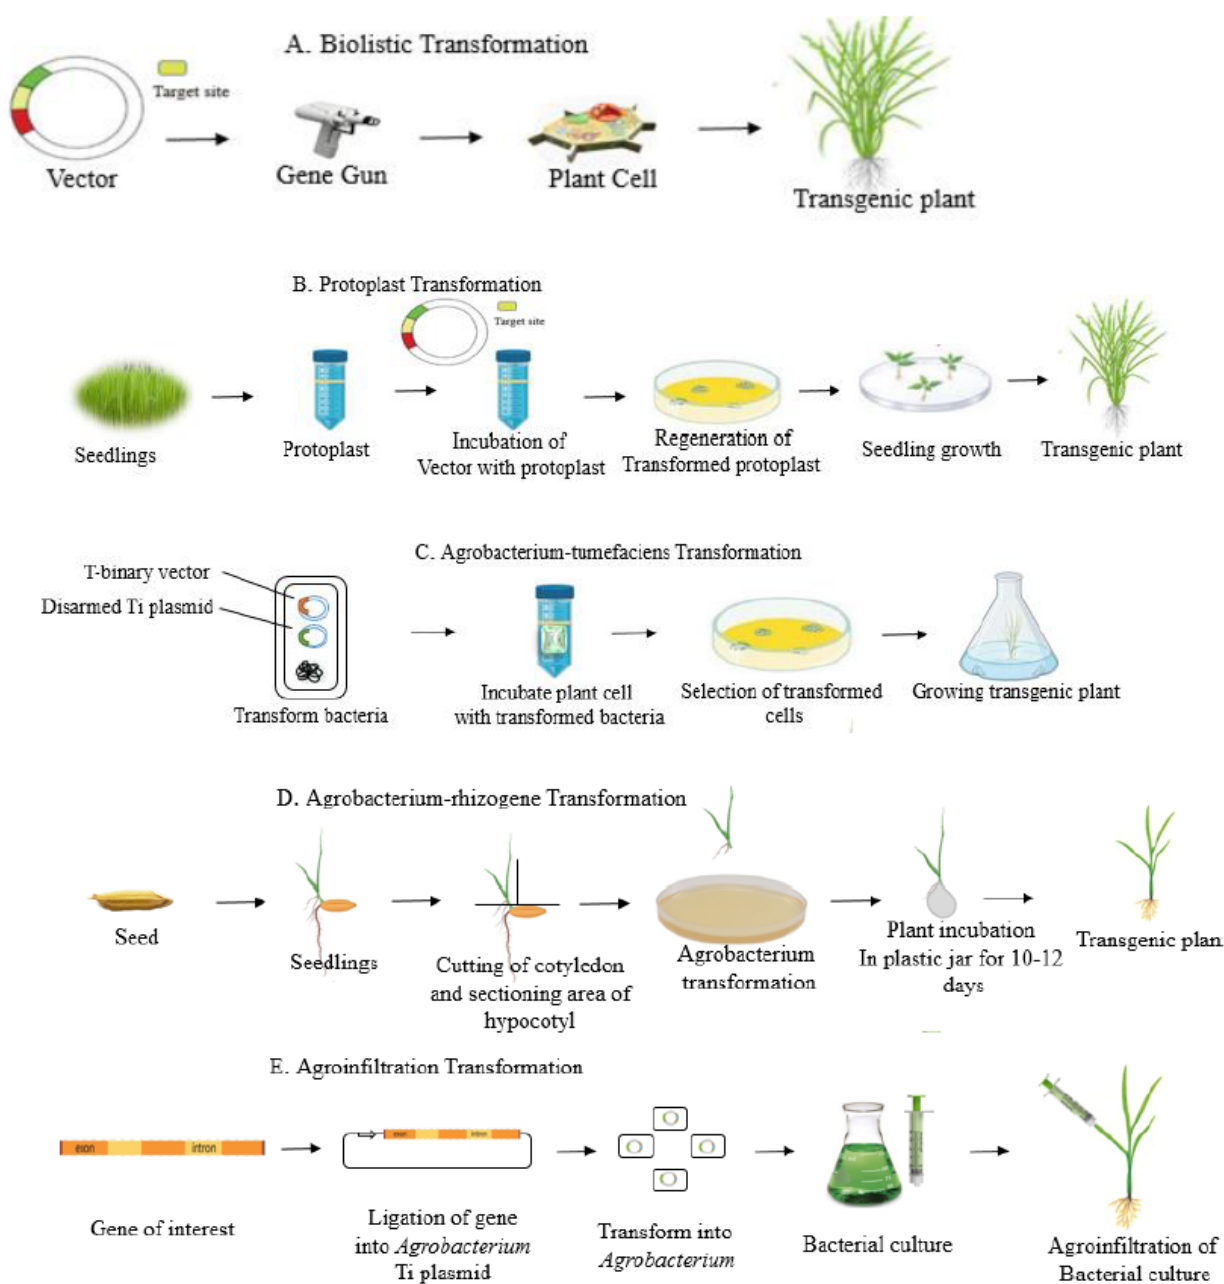 A. Biolistic Transformation
Target site
Vector
Gene Gun
Plant Cell
Transgenic plant
B. Protoplast Transformation
Target site
Seedlings
Protoplast
Incubation of
Vector with protoplast
Regeneration of
Transformed protoplast
Seedling growth
Transgenic plant
C. Agrobacterium-tumefaciens Transformation
T-binary vector
Disarmed Ti plasmid
Transform bacteria
Incubate plant cell
with transformed bacteria
Selection of transformed
cells
Growing transgenic plant
D. Agrobacterium-rhizogene Transformation
Seed
Seedlings
Cutting of cotyledon
and sectioning area of
hypocotyl
Agrobacterium
transformation
Plant incubation
In plastic jar for 10-12
days
Transgenic plan
E. Agroinfiltration Transformation
exon
intron
Gene of interest
exon
intron
Ligation of gene
into Agrobacterium
Ti plasmid
Transform into
Agrobacterium
Bacterial culture
Agroinfiltration of
Bacterial culture